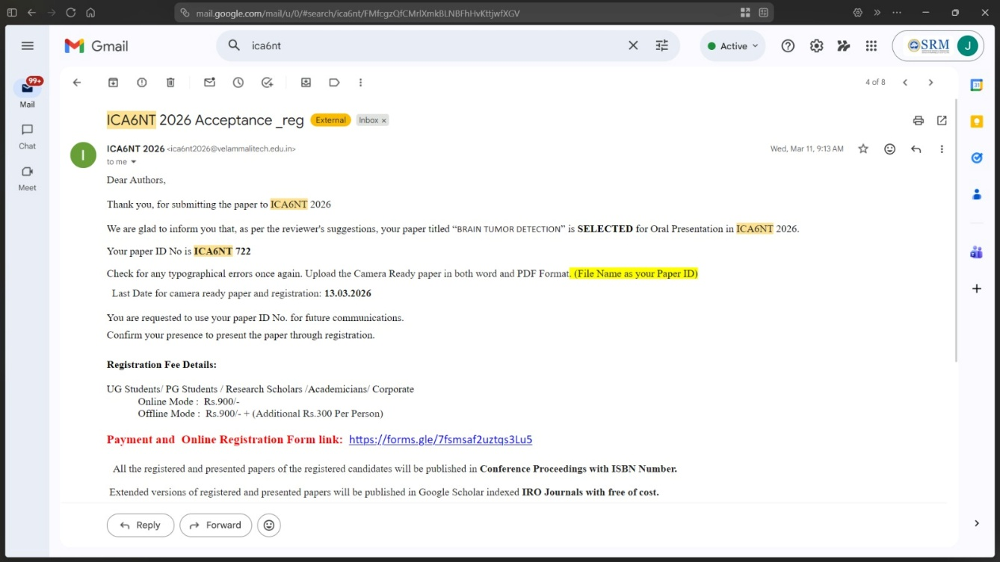 mail.google.com/mail/u/0/#search/ica6nt/FMfcgzQfCMrlXmkBLNBFhHvKttjwfXGV
Gmail
ica6nt
Active
SRM
J
99+
Mail
Chat
Meet
4 of 8
ICA6NT 2026 Acceptance _reg External Inbox ×
I
ICA6NT 2026 <ica6nt2026@velammalitech.edu.in>
Wed, Mar 11, 9:13 AM
to me
Dear Authors,
Thank you, for submitting the paper to ICA6NT 2026
We are glad to inform you that, as per the reviewer's suggestions, your paper titled “BRAIN TUMOR DETECTION” is SELECTED for Oral Presentation in ICA6NT 2026.
Your paper ID No is ICA6NT 722
Check for any typographical errors once again. Upload the Camera Ready paper in both word and PDF Format. (File Name as your Paper ID)
Last Date for camera ready paper and registration: 13.03.2026
You are requested to use your paper ID No. for future communications.
Confirm your presence to present the paper through registration.
Registration Fee Details:
UG Students/ PG Students / Research Scholars /Academicians/ Corporate
Online Mode : Rs.900/-
Offline Mode : Rs.900/- + (Additional Rs.300 Per Person)
Payment and Online Registration Form link: https://forms.gle/7fsmsaf2uztqs3Lu5
All the registered and presented papers of the registered candidates will be published in Conference Proceedings with ISBN Number.
Extended versions of registered and presented papers will be published in Google Scholar indexed IRO Journals with free of cost.
Reply
Forward